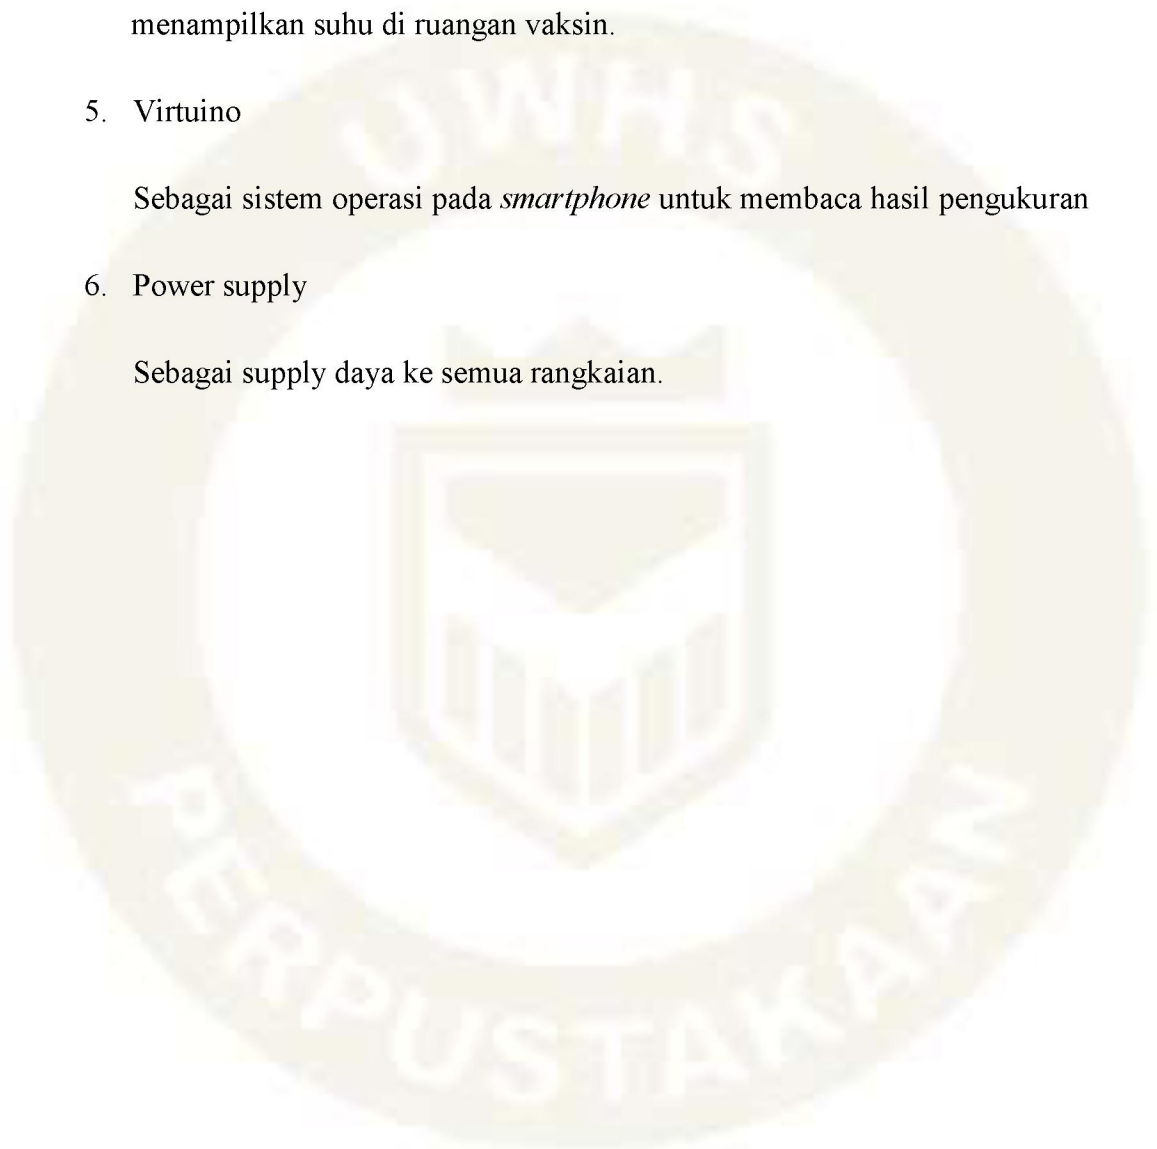 menampilkan suhu di ruangan vaksin.
5. Virtuino
Sebagai sistem operasi pada smartphone untuk membaca hasil pengukuran
6. Power supply
Sebagai supply daya ke semua rangkaian.
UWHS
PERPUSTAKAAN